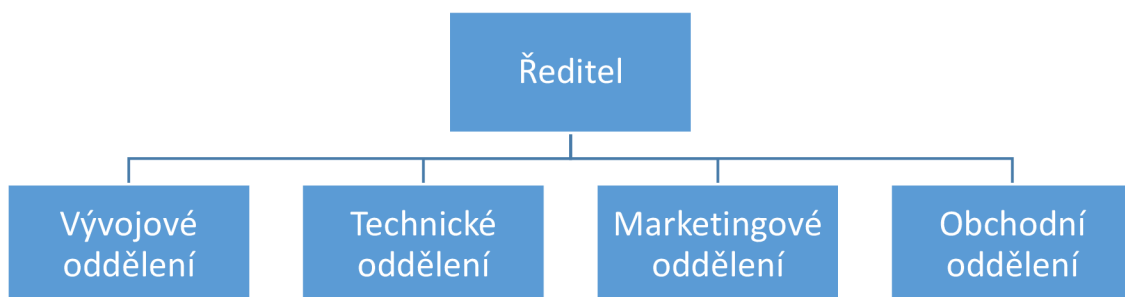 Ředitel
Vývojové
oddělení
Technické
oddělení
Marketingové
oddělení
Obchodní
oddělení